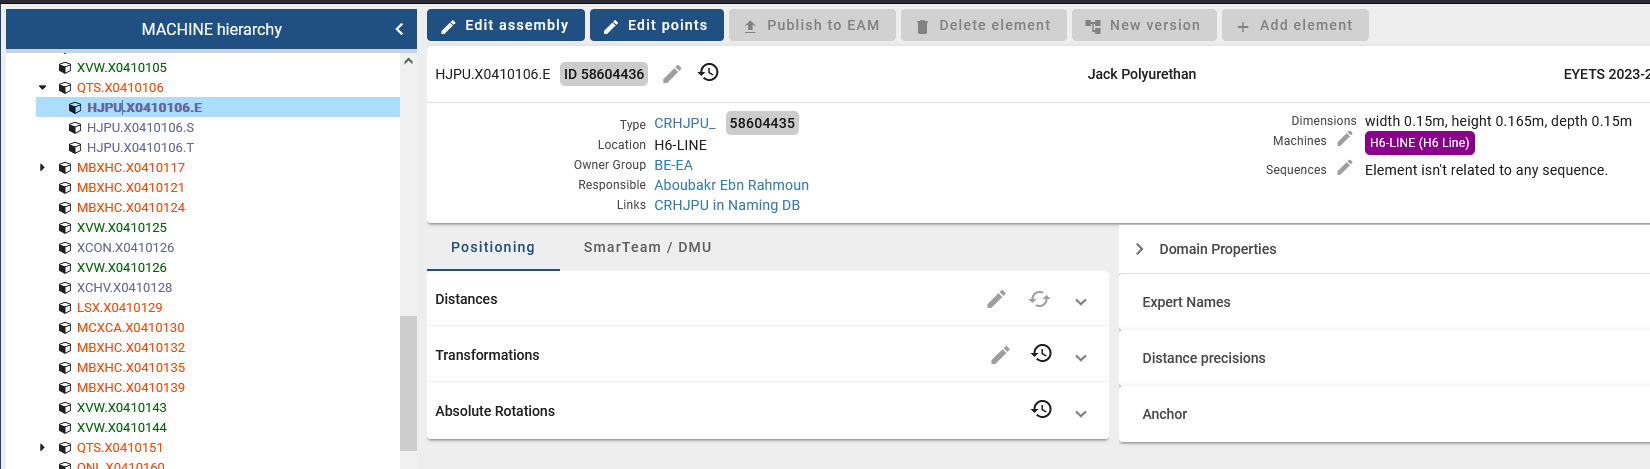 MACHINE hierarchy
XVW.X0410105
QTS.X0410106
HJPU.X0410106.E
HJPU.X0410106.S
HJPU.X0410106.T
MBXHC.X0410117
MBXHC.X0410121
MBXHC.X0410124
XVW.X0410125
XCON.X0410126
XVW.X0410126
XCHV.X0410128
LSX.X0410129
MCXCA.X0410130
MBXHC.X0410132
MBXHC.X0410135
MBXHC.X0410139
XVW.X0410143
XVW.X0410144
QTS.X0410151
QNL.X0410160
Edit assembly
Edit points
Publish to EAM
Delete element
New version
Add element
HJPU.X0410106.E ID 58604436
Jack Polyurethan
EYETS 2023-2
Type CRHJPU_ 58604435
Location H6-LINE
Owner Group BE-EA
Responsible Aboubakr Ebn Rahmoun
Links CRHJPU in Naming DB
Dimensions width 0.15m, height 0.165m, depth 0.15m
Machines H6-LINE (H6 Line)
Sequences Element isn't related to any sequence.
Positioning
SmarTeam / DMU
Distances
Transformations
Absolute Rotations
Domain Properties
Expert Names
Distance precisions
Anchor